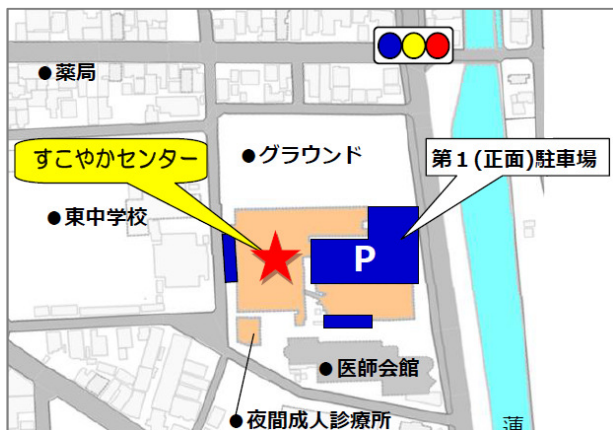 ●薬局
すこやかセンター
●グラウンド
第１(正面)駐車場
●東中学校
P
●医師会館
●夜間成人診療所
蓮